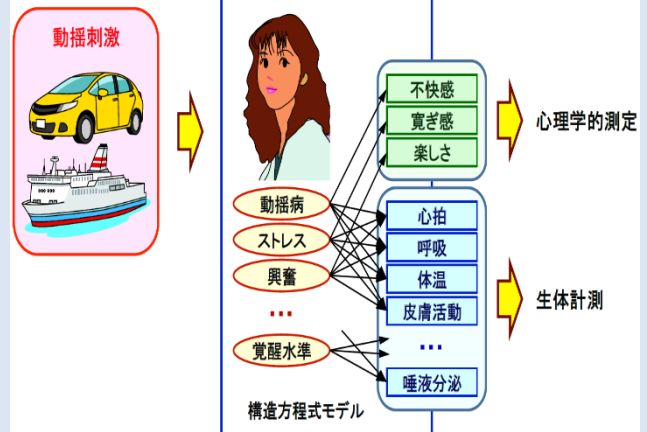 動揺刺激
不快感
寛ぎ感
楽しさ
心理学的測定
動揺病
ストレス
興奮
...
覚醒水準
心拍
呼吸
体温
皮膚活動
...
唾液分泌
生体計測
構造方程式モデル